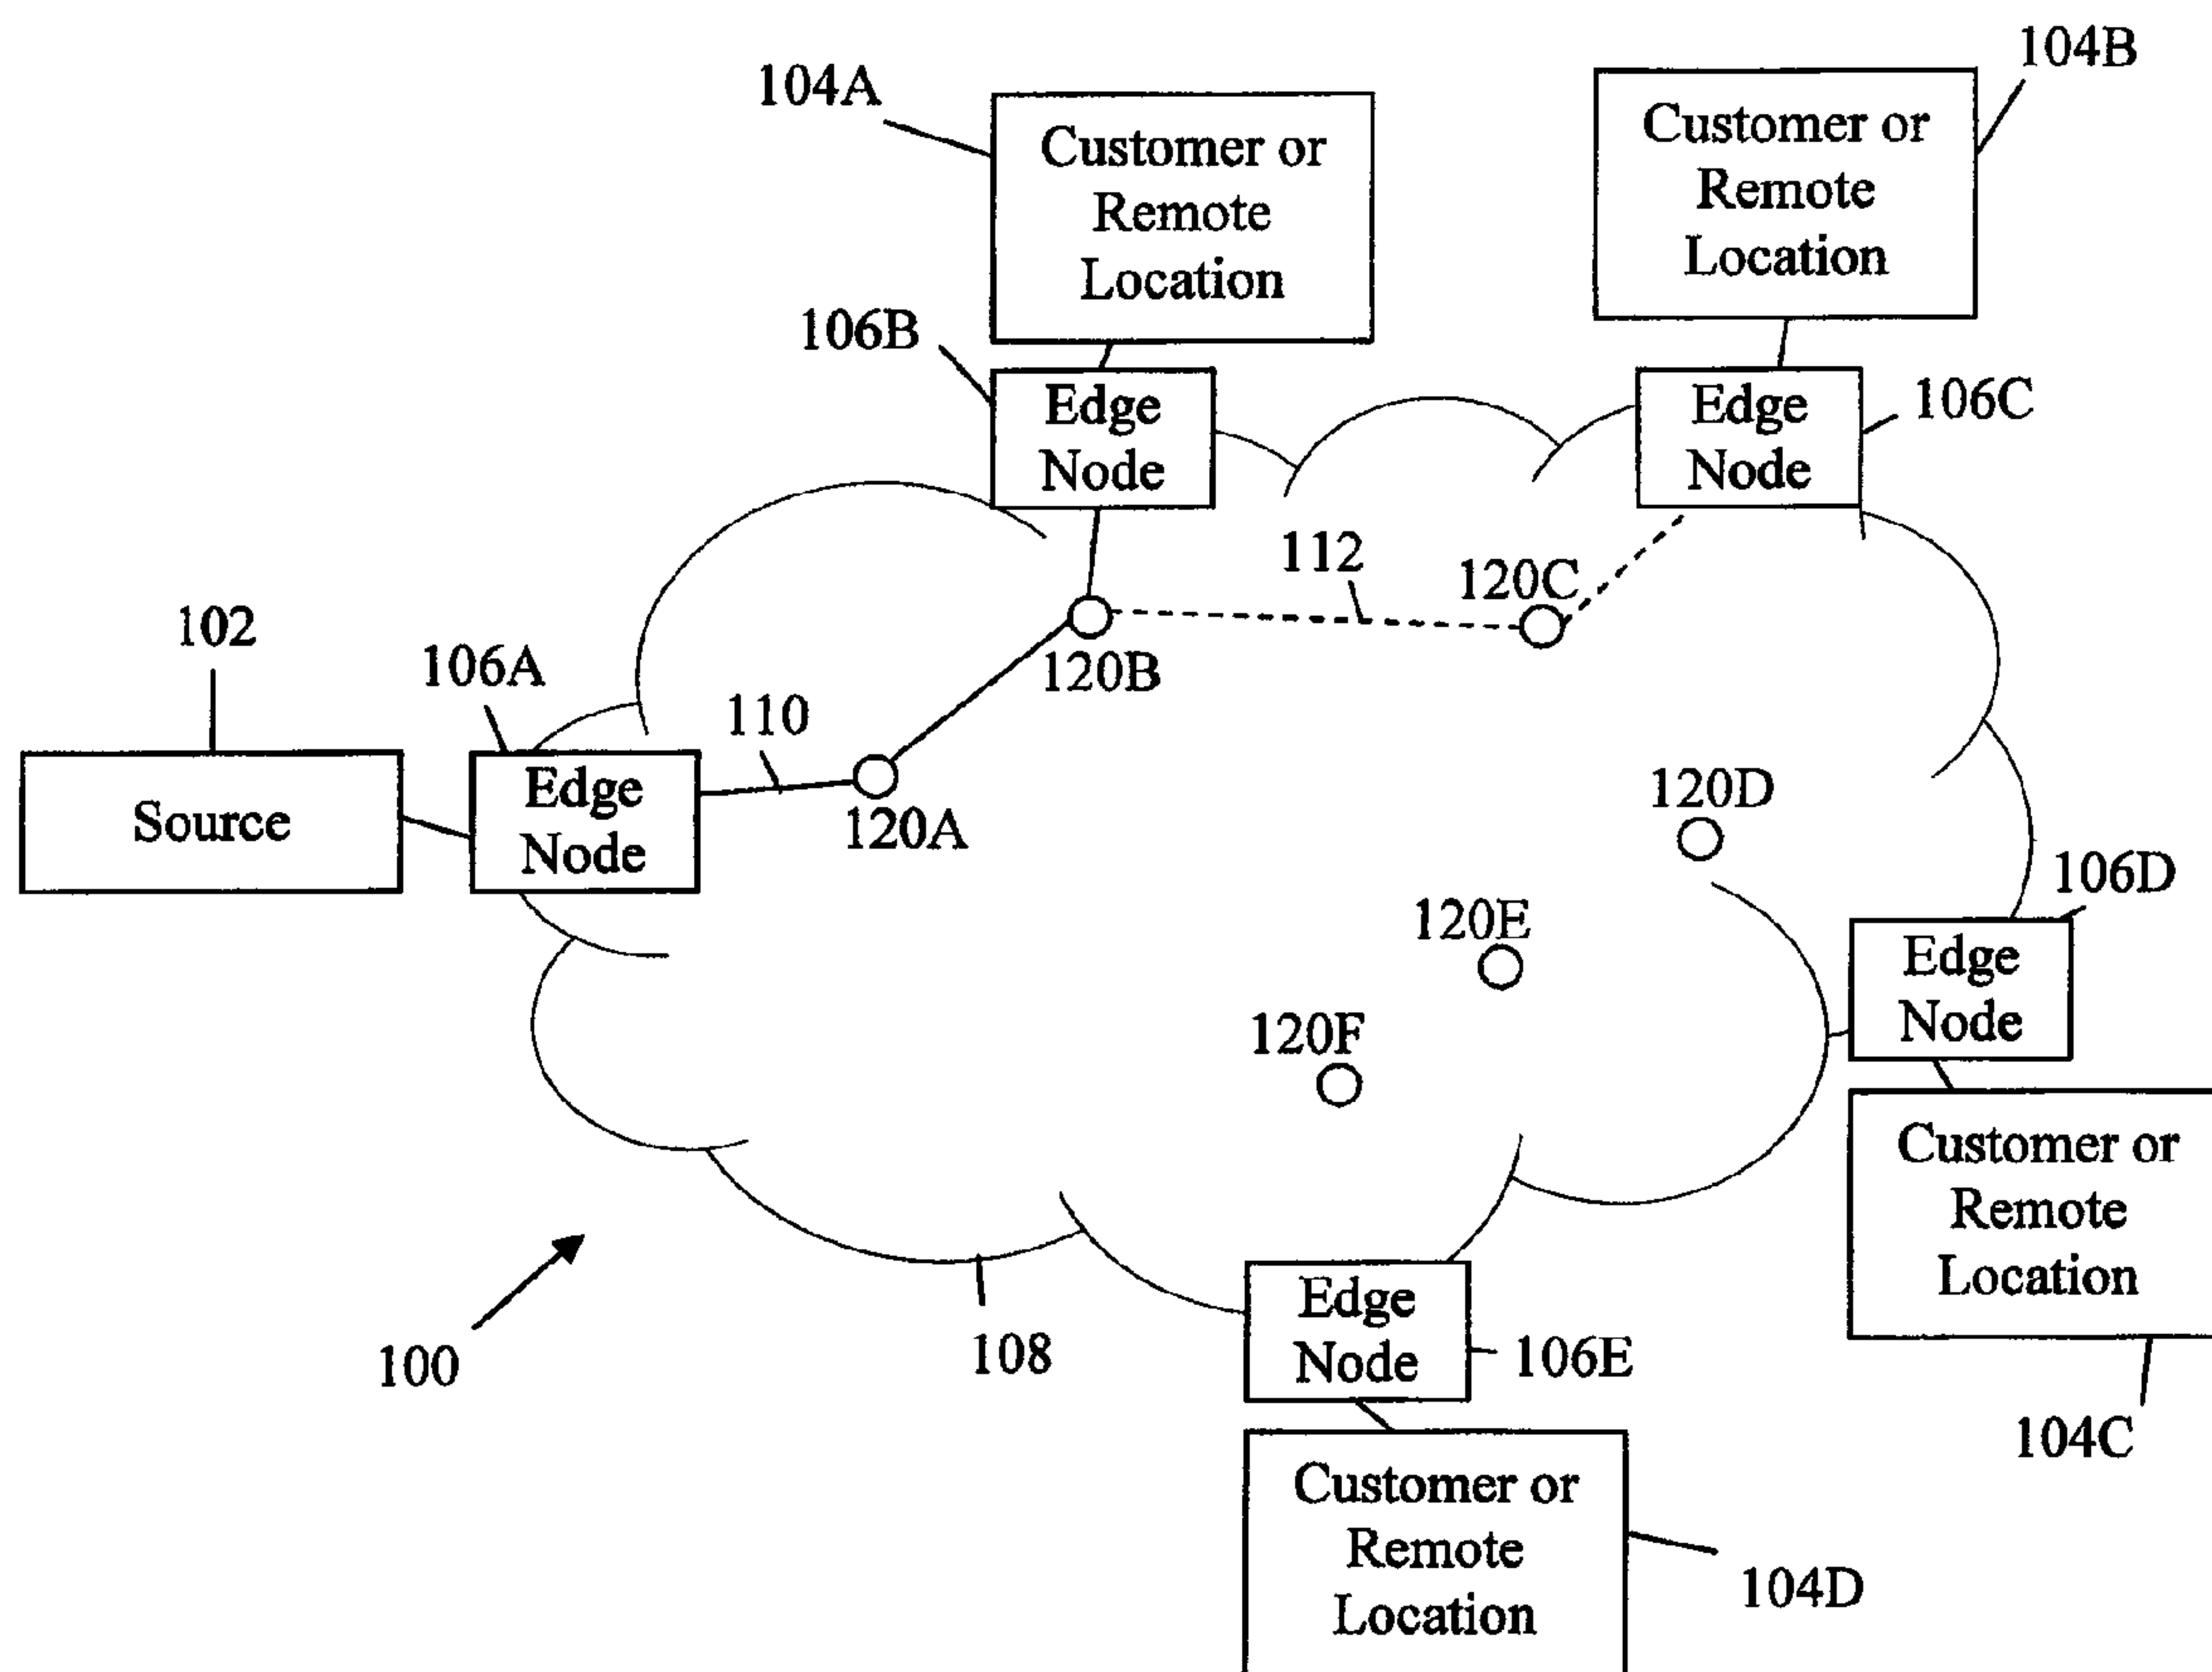 104B
104A
Customer or
Remote
Location
Customer or
Remote
Location
106B
Edge
Node
Edge
Node
106C
112
120C
102
106A
120B
110
Source
Edge
Node
120A
120D
106D
120E
Edge
Node
120F
Customer or
Remote
Location
Edge
Node
106E
100
108
104C
Customer or
Remote
Location
104D